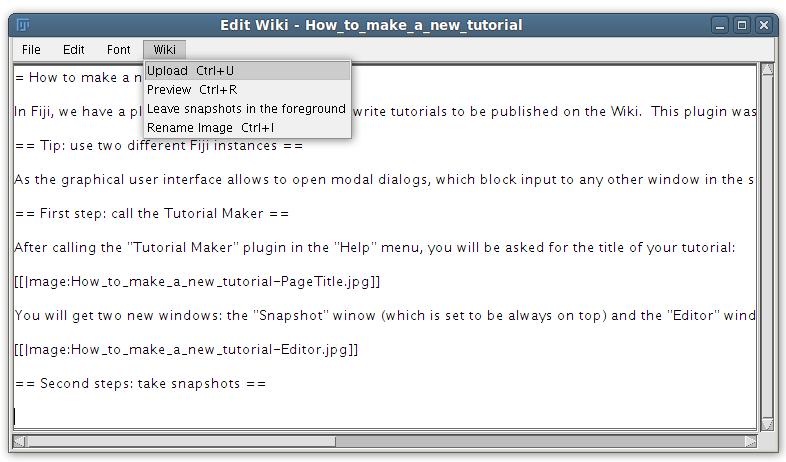 Edit Wiki - How_to_make_a_new_tutorial
File Edit Font Wiki
Upload Ctrl+U
Preview Ctrl+R
Leave snapshots in the foreground
Rename Image Ctrl+I
= How to make a n
In Fiji, we have a pl write tutorials to be published on the Wiki. This plugin was
== Tip: use two different Fiji instances ==
As the graphical user interface allows to open modal dialogs, which block input to any other window in the s
== First step: call the Tutorial Maker ==
After calling the "Tutorial Maker" plugin in the "Help" menu, you will be asked for the title of your tutorial:
[[Image:How_to_make_a_new_tutorial-PageTitle.jpg]]
You will get two new windows: the "Snapshot" winow (which is set to be always on top) and the "Editor" wind
[[Image:How_to_make_a_new_tutorial-Editor.jpg]]
== Second steps: take snapshots ==